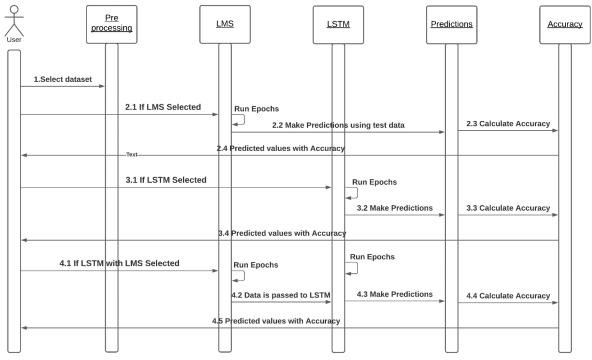 User
Pre
processing
LMS
LSTM
Predictions
Accuracy
1.Select dataset
2.1 If LMS Selected
Run Epochs
2.2 Make Predictions using test data
2.3 Calculate Accuracy
2.4 Predicted values with Accuracy
Text
3.1 If LSTM Selected
Run Epochs
3.2 Make Predictions
3.3 Calculate Accuracy
3.4 Predicted values with Accuracy
4.1 If LSTM with LMS Selected
Run Epochs
Run Epochs
4.2 Data is passed to LSTM
4.3 Make Predictions
4.4 Calculate Accuracy
4.5 Predicted values with Accuracy